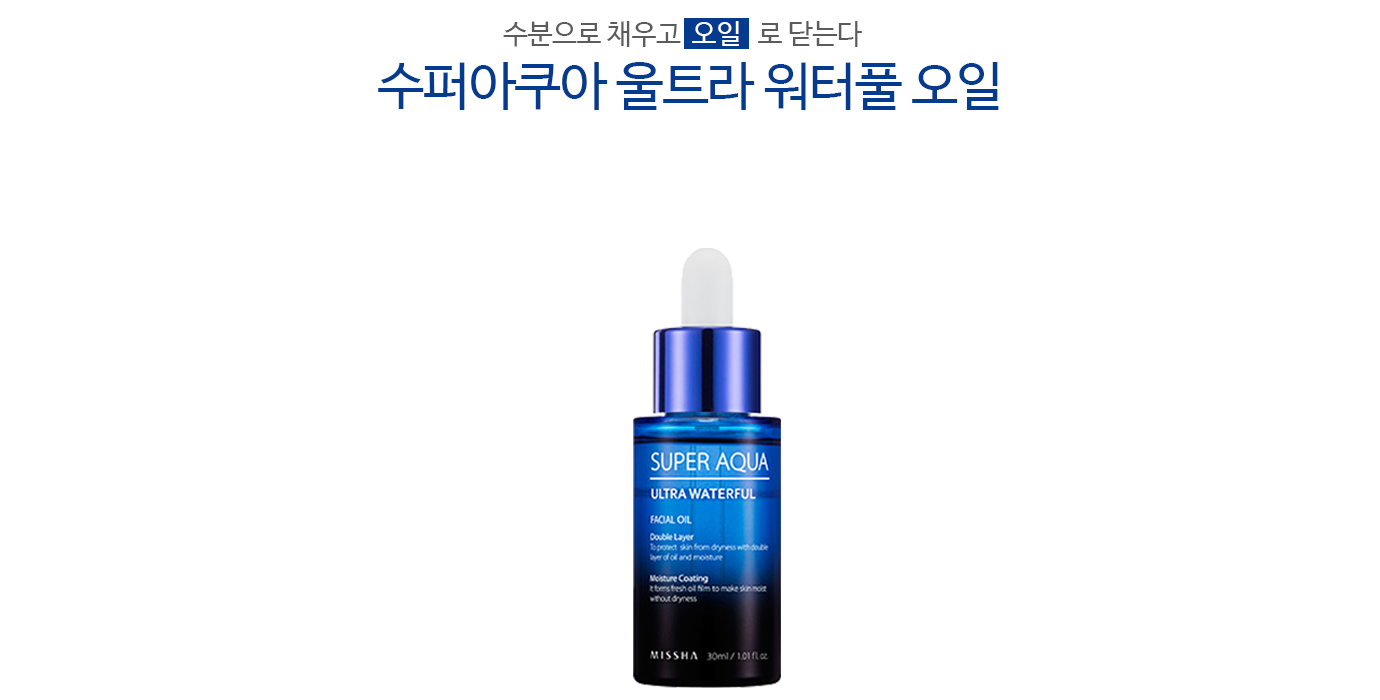 수분으로 채우고 오일 로 닫는다
수퍼아쿠아 울트라 워터풀 오일
SUPER AQUA
ULTRA WATERFUL
FACIAL OIL
Double Layer
To protect skin from dryness with double
layer of oil and moisture
Moisture Coating
It forms fresh oil film to make skin moist
without dryness
MISSHA 30ml / 1.01 fl. oz.